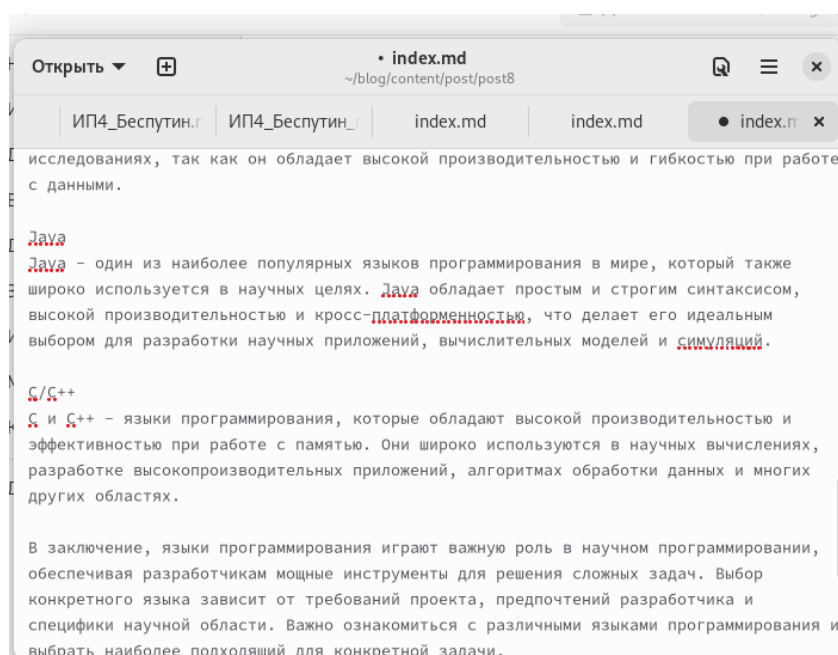 Открыть
• index.md
~/blog/content/post/post8
ИП4_Беспутин.
ИП4_Беспутин_
index.md
index.md
● index.m
исследованиях, так как он обладает высокой производительностью и гибкостью при работе
с данными.
Java
Java – один из наиболее популярных языков программирования в мире, который также
широко используется в научных целях. Java обладает простым и строгим синтаксисом,
высокой производительностью и кросс-платформенностью, что делает его идеальным
выбором для разработки научных приложений, вычислительных моделей и симуляций.
C/C++
C и C++ – языки программирования, которые обладают высокой производительностью и
эффективностью при работе с памятью. Они широко используются в научных вычислениях,
разработке высокопроизводительных приложений, алгоритмах обработки данных и многих
других областях.
В заключение, языки программирования играют важную роль в научном программировании,
обеспечивая разработчикам мощные инструменты для решения сложных задач. Выбор
конкретного языка зависит от требований проекта, предпочтений разработчика и
специфики научной области. Важно ознакомиться с различными языками программирования и
выбрать наиболее подходящий для конкретной задачи.